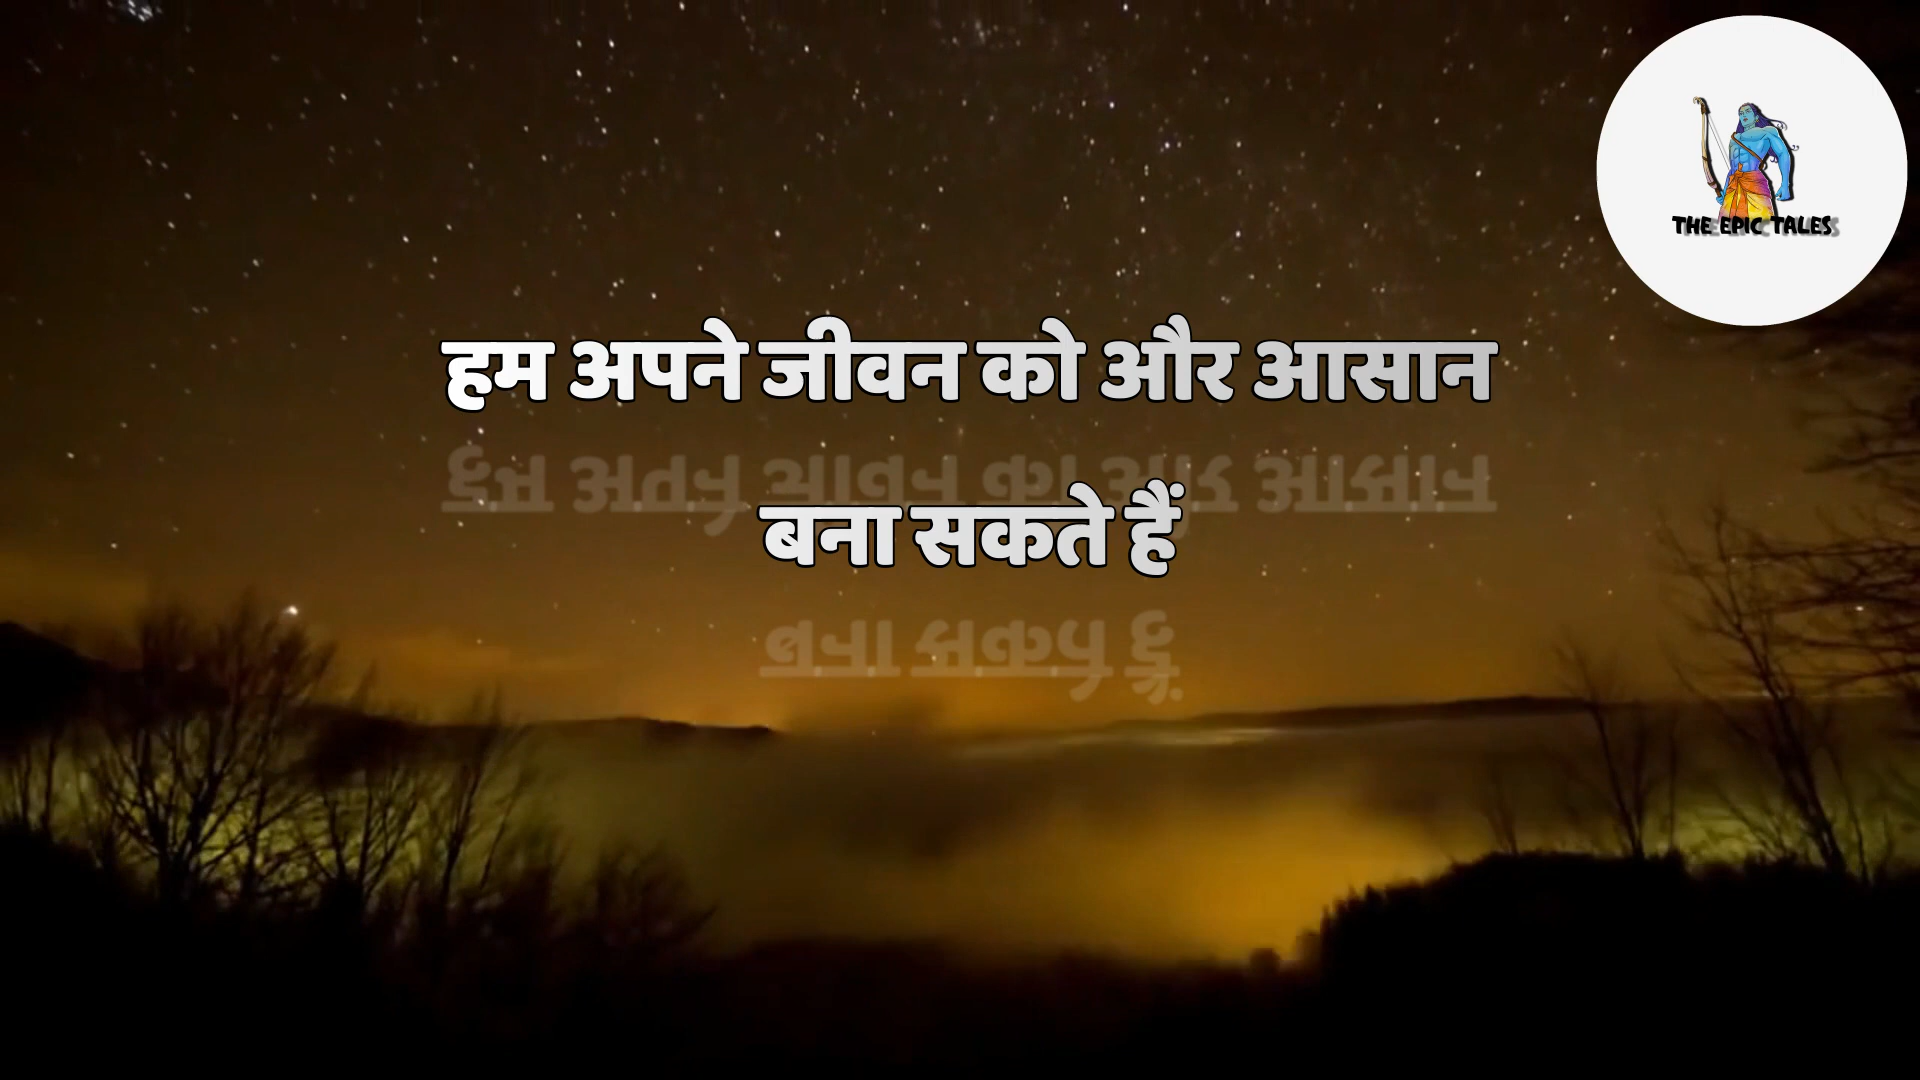 THE EPIC TALES
हम अपने जीवन को और आसान
बना सकते हैं